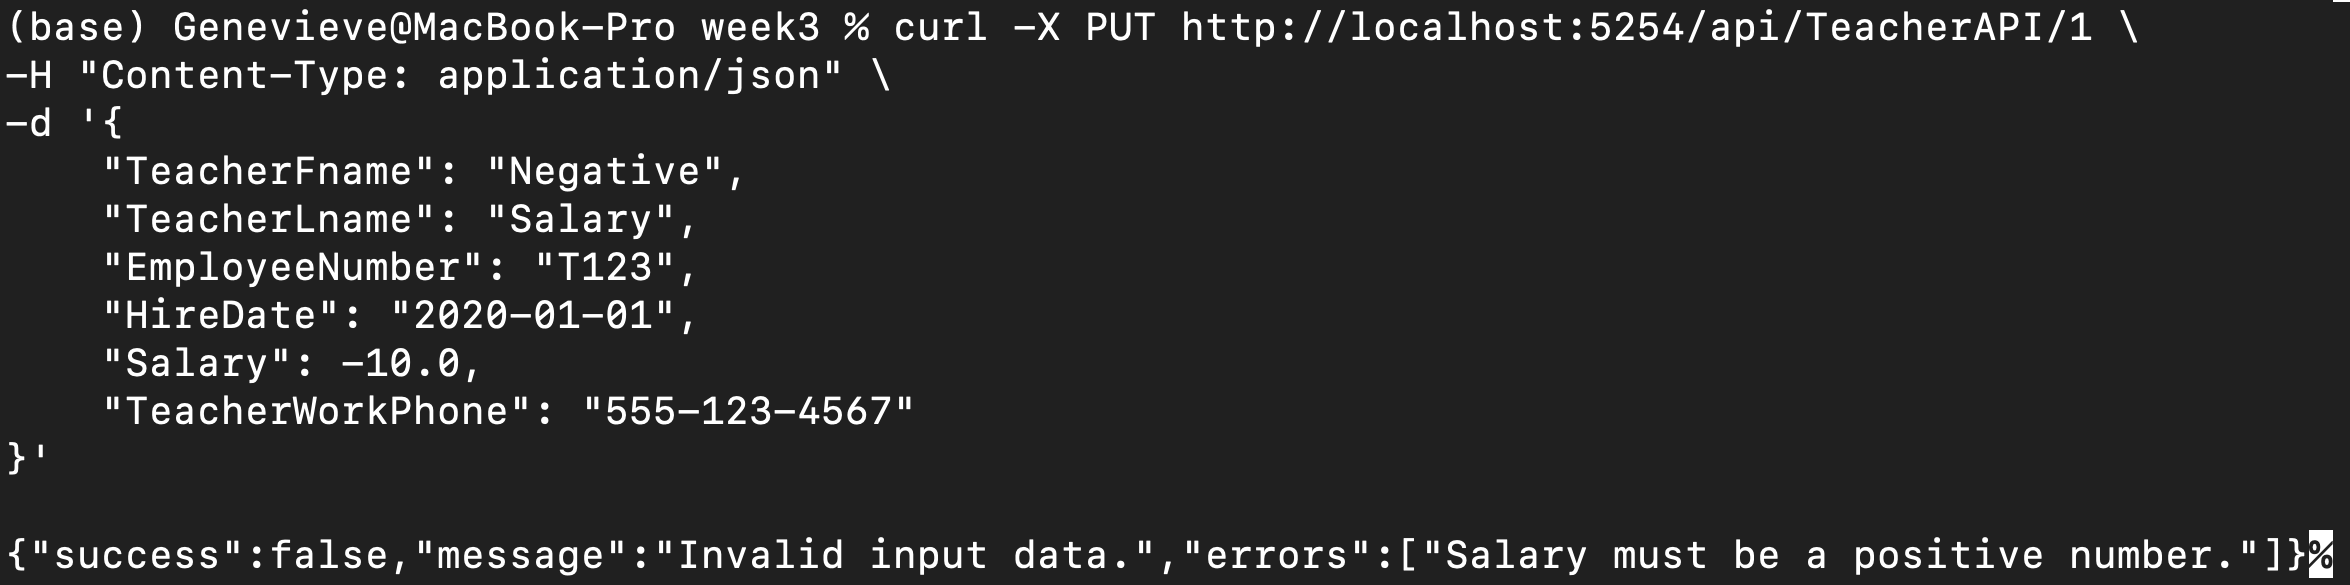 (base) Genevieve@MacBook-Pro week3 % curl -X PUT http://localhost:5254/api/TeacherAPI/1 \
-H "Content-Type: application/json" \
-d '{
    "TeacherFname": "Negative",
    "TeacherLname": "Salary",
    "EmployeeNumber": "T123",
    "HireDate": "2020-01-01",
    "Salary": -10.0,
    "TeacherWorkPhone": "555-123-4567"
}'
{"success":false,"message":"Invalid input data.","errors":["Salary must be a positive number."]}%